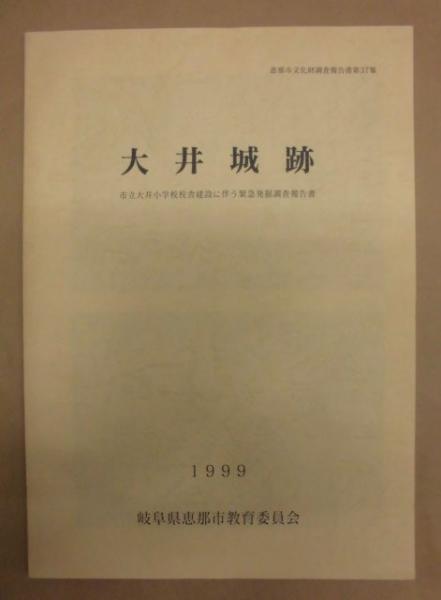 恵那市文化財調査報告書第37集
大井城跡
市立大井小学校校舎建設に伴う緊急発掘調査報告書
1999
岐阜県恵那市教育委員会